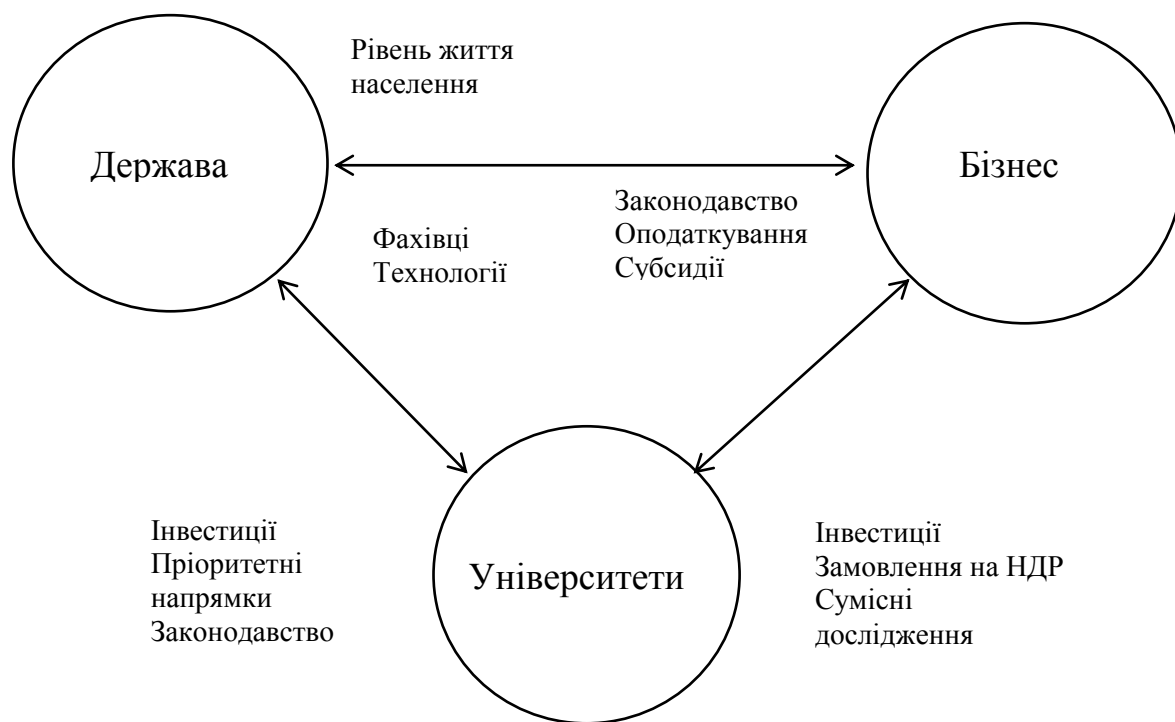 Рівень життя
населення
Держава
Бізнес
Законодавство
Оподаткування
Субсидії
Фахівці
Технології
Інвестиції
Пріоритетні
напрямки
Законодавство
Університети
Інвестиції
Замовлення на НДР
Сумісні
дослідження